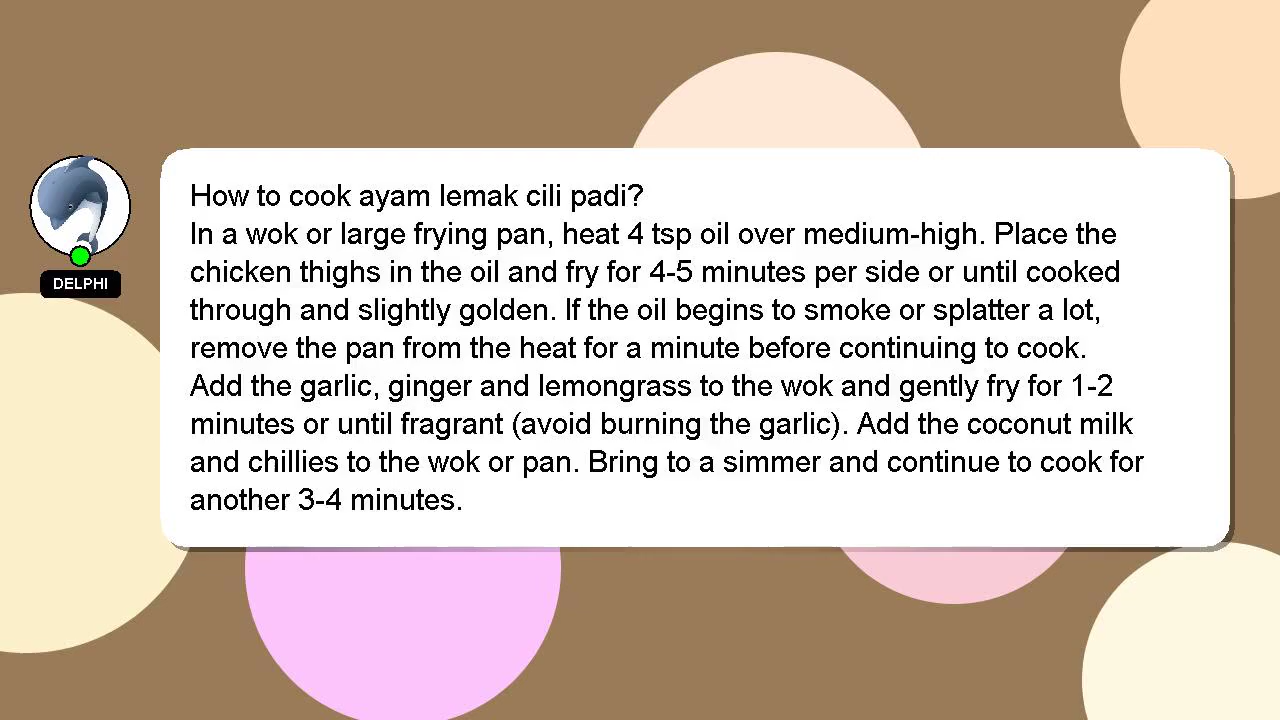 DELPHI
How to cook ayam lemak cili padi?
In a wok or large frying pan, heat 4 tsp oil over medium-high. Place the
chicken thighs in the oil and fry for 4-5 minutes per side or until cooked
through and slightly golden. If the oil begins to smoke or splatter a lot,
remove the pan from the heat for a minute before continuing to cook.
Add the garlic, ginger and lemongrass to the wok and gently fry for 1-2
minutes or until fragrant (avoid burning the garlic). Add the coconut milk
and chillies to the wok or pan. Bring to a simmer and continue to cook for
another 3-4 minutes.